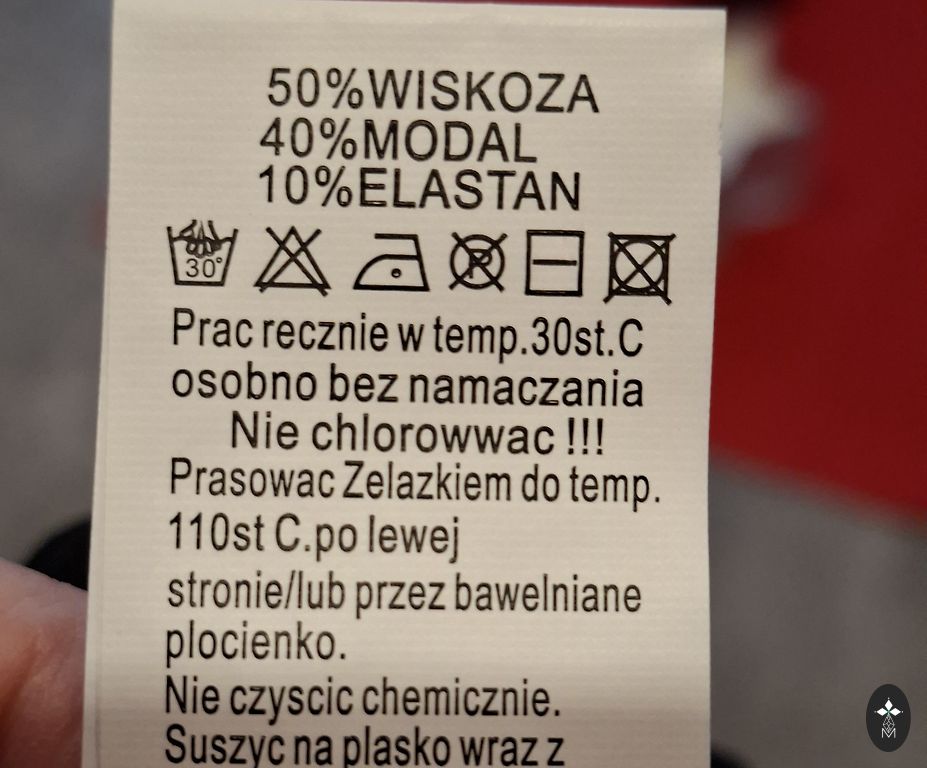 50%WISKOZA
40%MODAL
10%ELASTAN
30° P
Prac recznie w temp.30st.C
osobno bez namaczania
Nie chlorowwac !!!
Prasowac Zelazkiem do temp.
110st C.po lewej
stronie/lub przez bawelniane
plocienko.
Nie czyscic chemicznie.
Suszyc na plasko wraz z
M